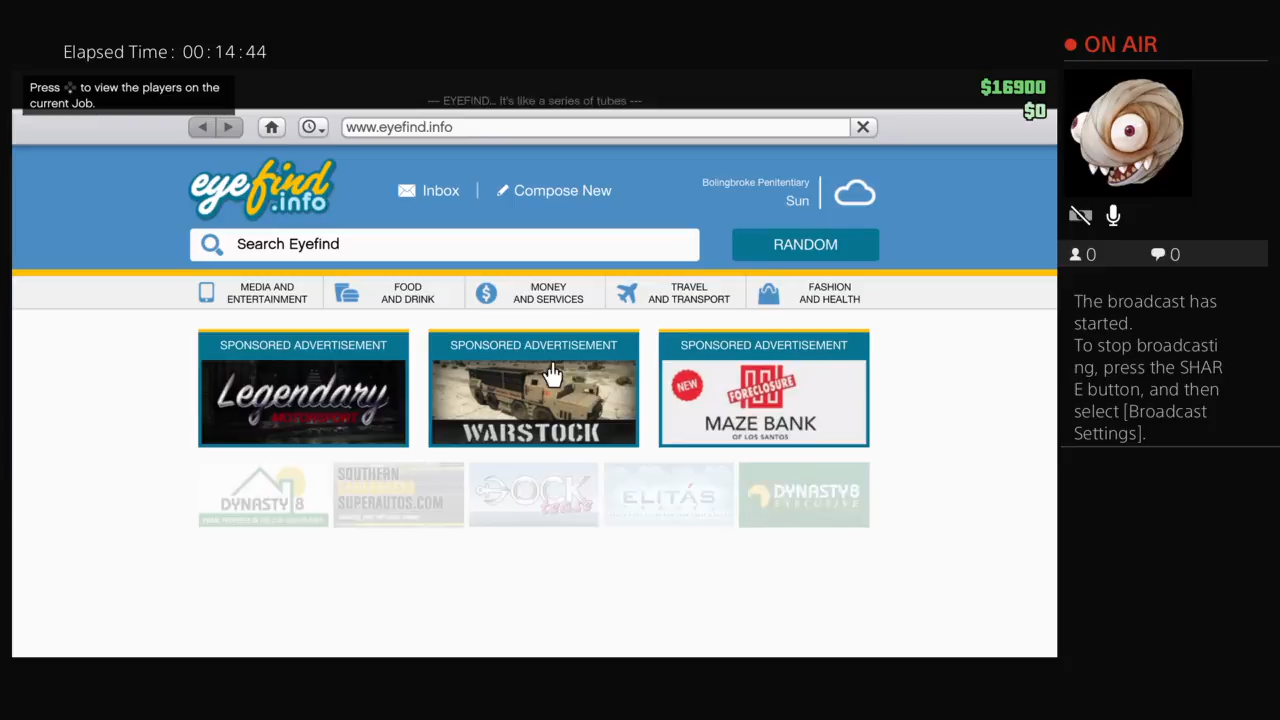 Elapsed Time: 00:14:44
ON AIR
Press to view the players on the
current Job.
$16900
$0
--- EYEFIND... It's like a series of tubes ---
www.eyefind.info
eyefind
.info
Inbox
Compose New
Bolingbroke Penitentiary
Sun
Search Eyefind
RANDOM
0
0
MEDIA AND
ENTERTAINMENT
FOOD
AND DRINK
MONEY
AND SERVICES
TRAVEL
AND TRANSPORT
FASHION
AND HEALTH
The broadcast has
started.
To stop broadcasti
ng, press the SHAR
E button, and then
select [Broadcast
Settings].
SPONSORED ADVERTISEMENT
SPONSORED ADVERTISEMENT
SPONSORED ADVERTISEMENT
Legendary
MOTORSPORT
WARSTOCK
NEW
FORECLOSURE
MAZE BANK
OF LOS SANTOS
DYNASTY 8
SOUTHERN
SUPERAUTOS.COM
DOCK
tease
ELITÁS
DYNASTY8
EXECUTIVE